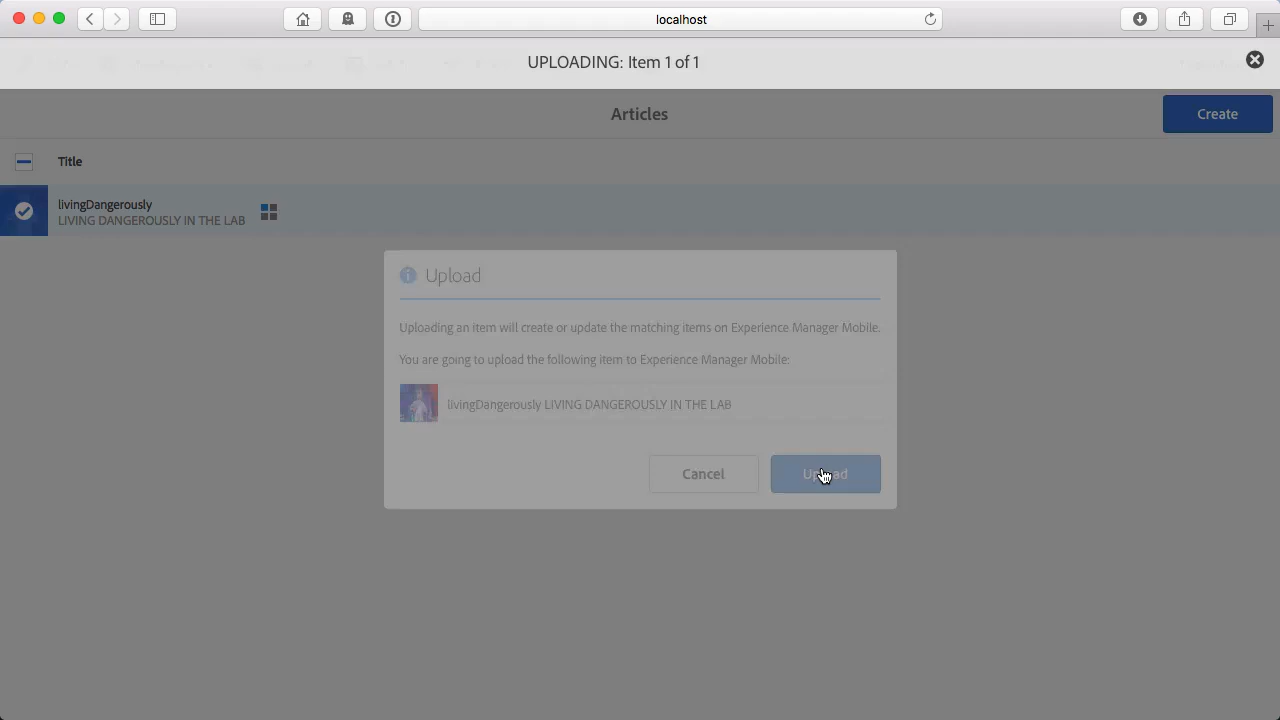 localhost
UPLOADING: Item 1 of 1
Articles
Create
Title
livingDangerously
LIVING DANGEROUSLY IN THE LAB
Upload
Uploading an item will create or update the matching items on Experience Manager Mobile.
You are going to upload the following item to Experience Manager Mobile:
livingDangerously LIVING DANGEROUSLY IN THE LAB
Cancel
Upload